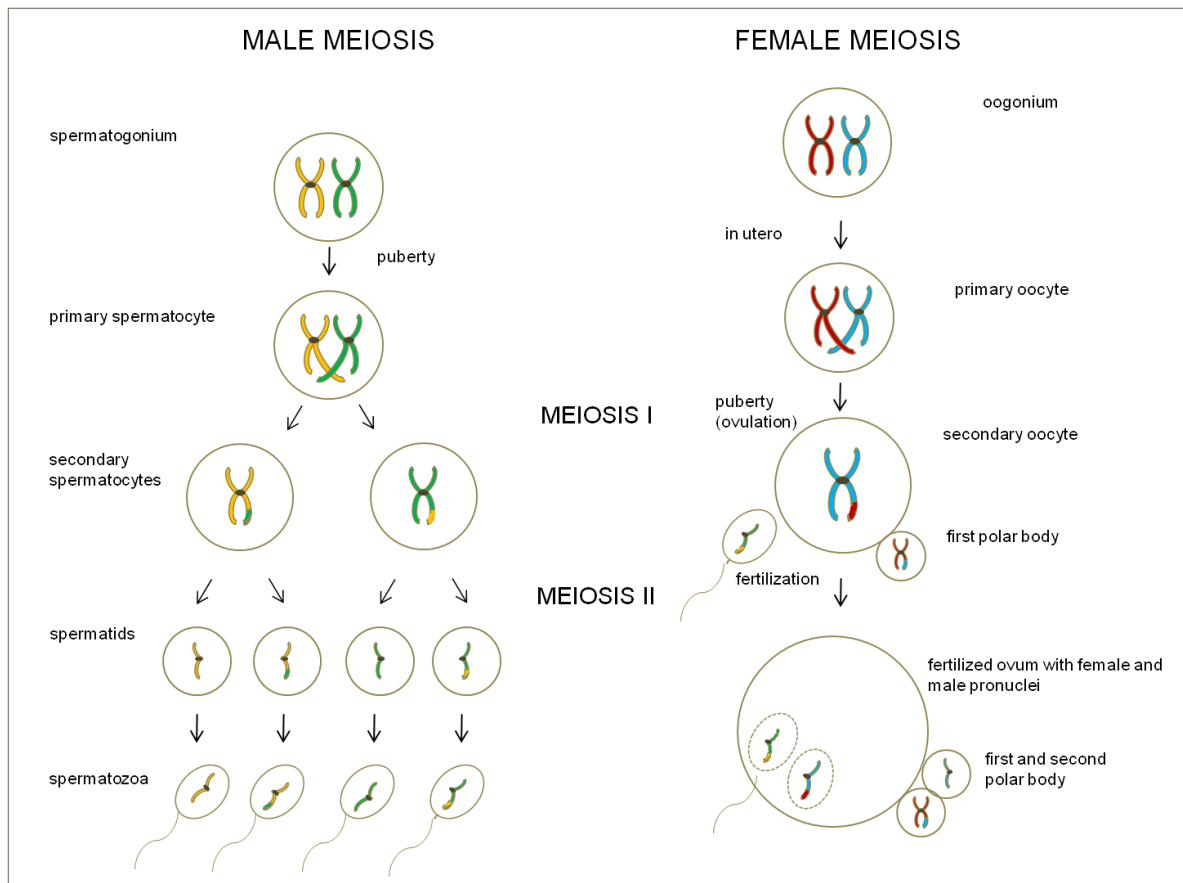 MALE MEIOSIS
spermatogonium
puberty
primary spermatocyte
secondary
spermatocytes
spermatids
spermatozoa
MEIOSIS I
MEIOSIS II
FEMALE MEIOSIS
oogonium
in utero
primary oocyte
puberty
(ovulation)
secondary oocyte
first polar body
fertilization
fertilized ovum with female and
male pronuclei
first and second
polar body